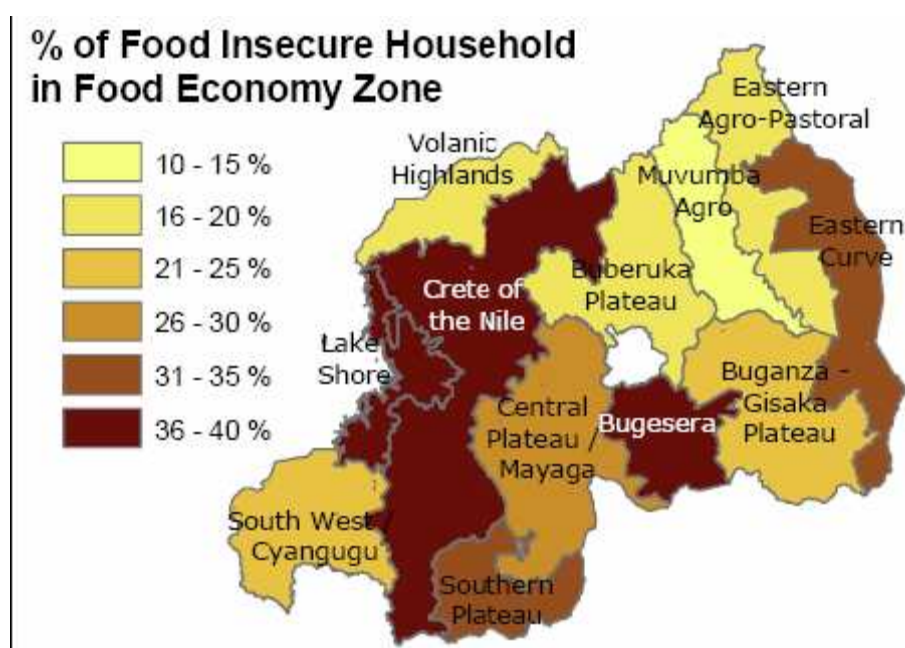 % of Food Insecure Household
in Food Economy Zone
10 - 15 %
16 - 20 %
21 - 25 %
26 - 30 %
31 - 35 %
36 - 40 %
Eastern
Agro-Pastoral
Volanic
Highlands
Muvumba
Agro
Eastern
Curve
Buberuka
Plateau
Crete of
the Nile
Lake
Shore
Buganza -
Gisaka
Plateau
Central
Plateau /
Mayaga
Bugesera
South West /
Cyangugu
Southern
Plateau